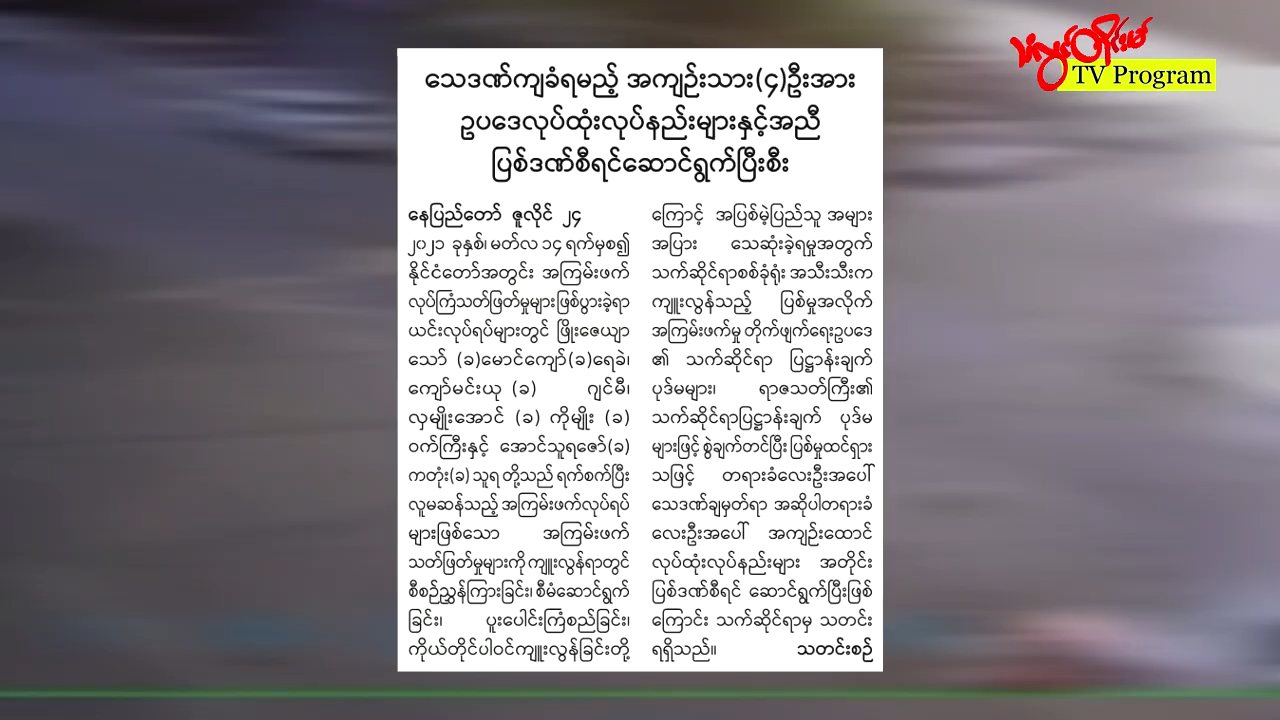 TV Program
သေဒဏ်ကျခံရမည့် အကျဉ်းသား(၄)ဦးအား
ဥပဒေလုပ်ထုံးလုပ်နည်းများနှင့်အညီ
ပြစ်ဒဏ်စီရင်ဆောင်ရွက်ပြီးစီး
နေပြည်တော် ဇူလိုင် ၂၄
၂၀၂၁ ခုနှစ်၊ မတ်လ ၁၄ ရက်မှစ၍
နိုင်ငံတော်အတွင်း အကြမ်းဖက်
လုပ်ကြံသတ်ဖြတ်မှုများဖြစ်ပွားခဲ့ရာ
ယင်းလုပ်ရပ်များတွင် ဖြိုးဇေယျာ
သော် (ခ)မောင်ကျော်(ခ)ရေခဲ၊
ကျော်မင်းယု (ခ) ဂျင်မီ၊
လှမျိုးအောင် (ခ) ကိုမျိုး (ခ)
ဝက်ကြီးနှင့် အောင်သူရဇော်(ခ)
ကတုံး(ခ) သူရ တို့သည် ရက်စက်ပြီး
လူမဆန်သည့် အကြမ်းဖက်လုပ်ရပ်
များဖြစ်သော အကြမ်းဖက်
သတ်ဖြတ်မှုများကို ကျူးလွန်ရာတွင်
စီစဉ်ညွှန်ကြားခြင်း၊ စီမံဆောင်ရွက်
ခြင်း၊ ပူးပေါင်းကြံစည်ခြင်း၊
ကိုယ်တိုင်ပါဝင်ကျူးလွန်ခြင်းတို့
ကြောင့် အပြစ်မဲ့ပြည်သူ အများ
အပြား သေဆုံးခဲ့ရမှုအတွက်
သက်ဆိုင်ရာစစ်ခုံရုံး အသီးသီးက
ကျူးလွန်သည့် ပြစ်မှုအလိုက်
အကြမ်းဖက်မှု တိုက်ဖျက်ရေးဥပဒေ
၏ သက်ဆိုင်ရာ ပြဋ္ဌာန်းချက်
ပုဒ်မများ၊ ရာဇသတ်ကြီး၏
သက်ဆိုင်ရာပြဋ္ဌာန်းချက် ပုဒ်မ
များဖြင့် စွဲချက်တင်ပြီး ပြစ်မှုထင်ရှား
သဖြင့် တရားခံလေးဦးအပေါ်
သေဒဏ်ချမှတ်ရာ အဆိုပါတရားခံ
လေးဦးအပေါ် အကျဉ်းထောင်
လုပ်ထုံးလုပ်နည်းများ အတိုင်း
ပြစ်ဒဏ်စီရင် ဆောင်ရွက်ပြီးဖြစ်
ကြောင်း သက်ဆိုင်ရာမှ သတင်း
ရရှိသည်။ သတင်းစဉ်